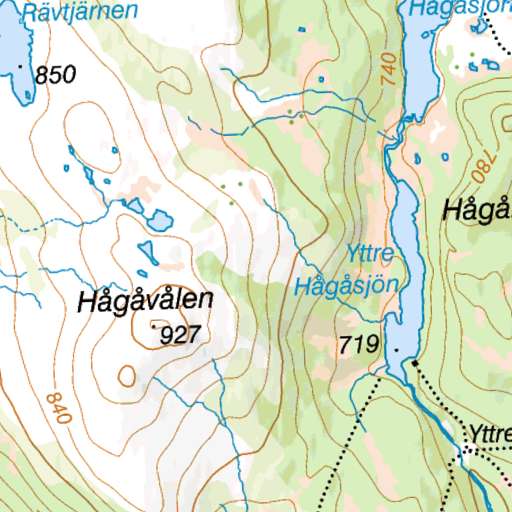 Rävtjärnen
Hågåsjön
850
740
780
Hågå
Yttre
Hågåsjön
Hågåvålen
927
719
840
Yttre